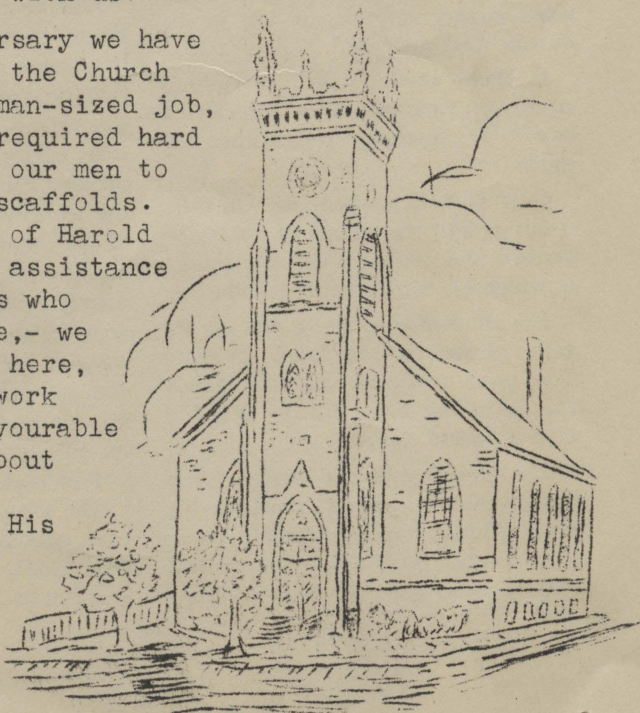 rsary we have
the Church
man-sized job,
required hard
our men to
scaffolds.
of Harold
assistance
s who
e,- we
here,
work
vourable
bout
His